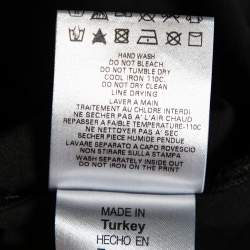 HAND WASH
DO NOT BLEACH
DO NOT TUMBLE DRY
COOL IRON 110C.
DO NOT DRY CLEAN
LINE DRYING
LAVER A MAIN
TRAITEMENT AU CHLORE INTERDI
NE SECHER PAS A' L'AIR CHAUD
REPASSER A FAIBLE TEMPERATURE-110C
NE NETTOYEN PAS A' SEC
SECHER PIECE HUMIDE PENDUE
LAVARE SEPARATO A CAPO ROVESCIO
NON STIRARE SULLA STAMPA
WASH SEPARATELY INSIDE OUT
DO NOT IRON ON THE PRINT
MADE IN
Turkey
HECHO EN